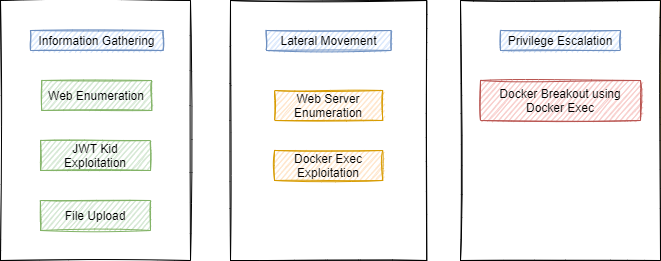 Information Gathering
Web Enumeration
JWT Kid
Exploitation
File Upload
Lateral Movement
Web Server
Enumeration
Docker Exec
Exploitation
Privilege Escalation
Docker Breakout using
Docker Exec